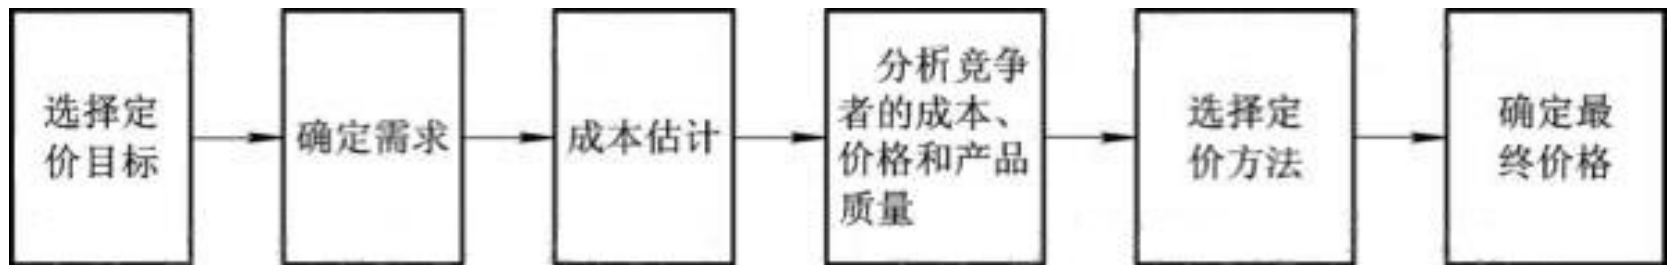 选择定
价目标
确定需求
成本估计
分析竞争
者的成本、
价格和产品
质量
选择定
价方法
确定最
终价格